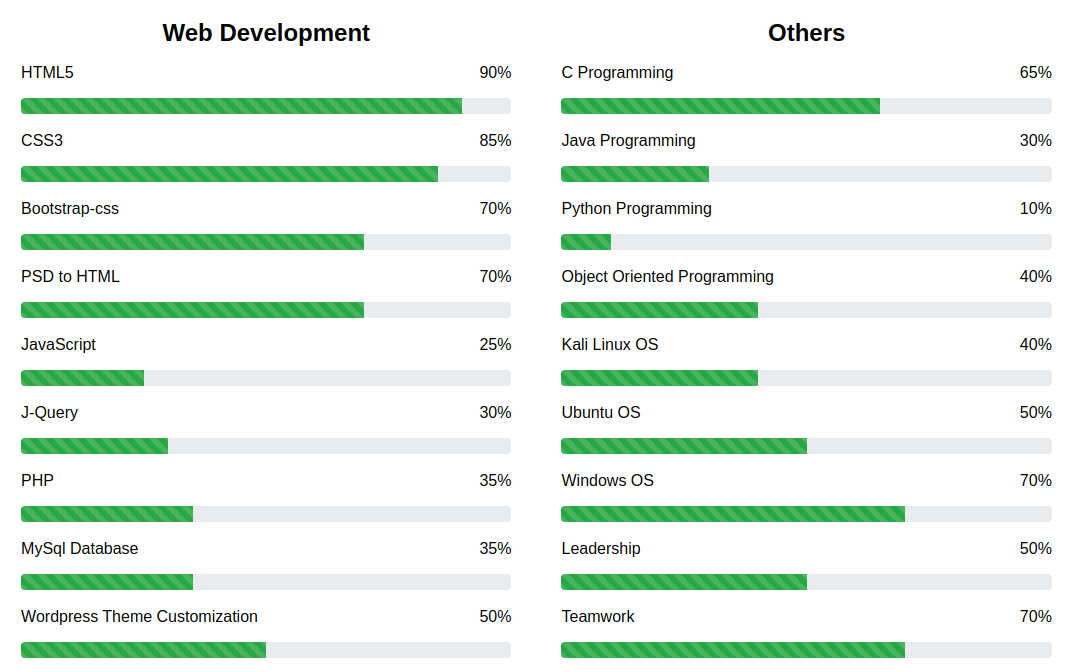 Web Development
HTML5 90%
CSS3 85%
Bootstrap-css 70%
PSD to HTML 70%
JavaScript 25%
J-Query 30%
PHP 35%
MySql Database 35%
Wordpress Theme Customization 50%
Others
C Programming 65%
Java Programming 30%
Python Programming 10%
Object Oriented Programming 40%
Kali Linux OS 40%
Ubuntu OS 50%
Windows OS 70%
Leadership 50%
Teamwork 70%